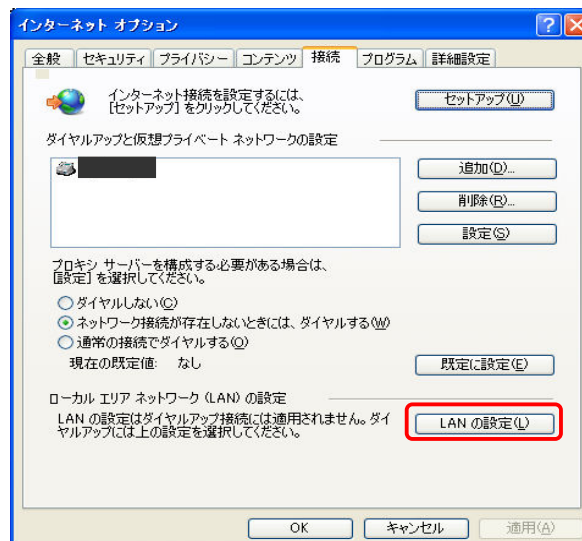 インターネット オプション
全般 セキュリティ プライバシー コンテンツ 接続 プログラム 詳細設定
インターネット接続を設定するには、
[セットアップ] をクリックしてください。
セットアップ(U)
ダイヤルアップと仮想プライベート ネットワークの設定
追加(D)...
削除(R)...
設定(S)
プロキシ サーバーを構成する必要がある場合は、
[設定] を選択してください。
ダイヤルしない(C)
ネットワーク接続が存在しないときには、ダイヤルする(W)
通常の接続でダイヤルする(O)
現在の既定値: なし
既定に設定(E)
ローカル エリア ネットワーク (LAN) の設定
LAN の設定はダイヤルアップ接続には適用されません。ダイ
ヤルアップには上の設定を選択してください。
LAN の設定(L)
OK キャンセル 適用(A)